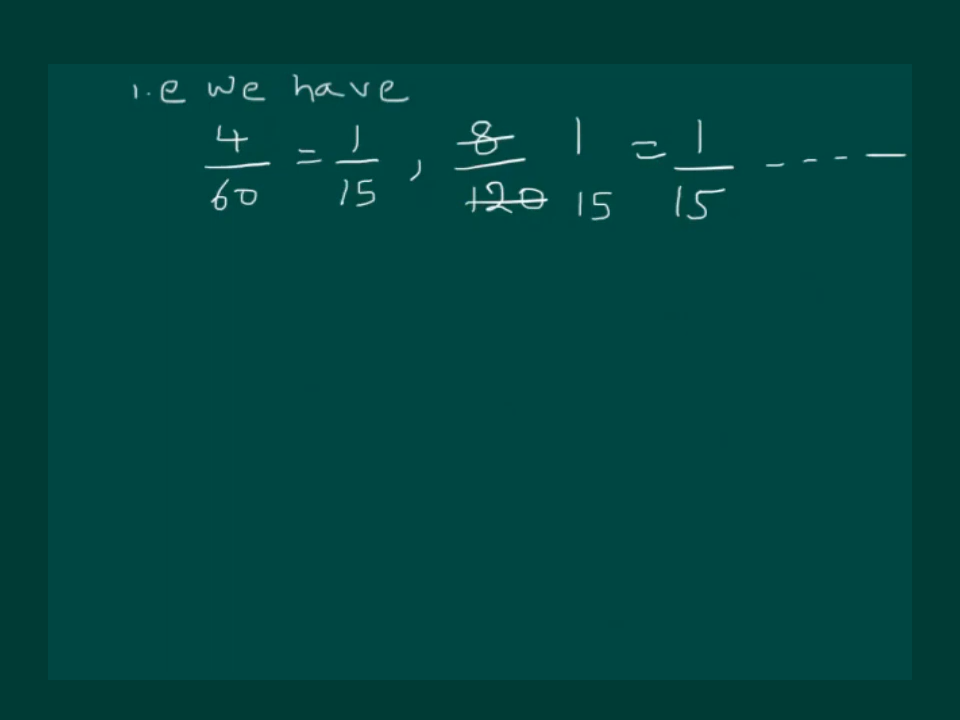 i.e we have
4/60 = 1/15 , 8/120 1/15 = 1/15 - - - —